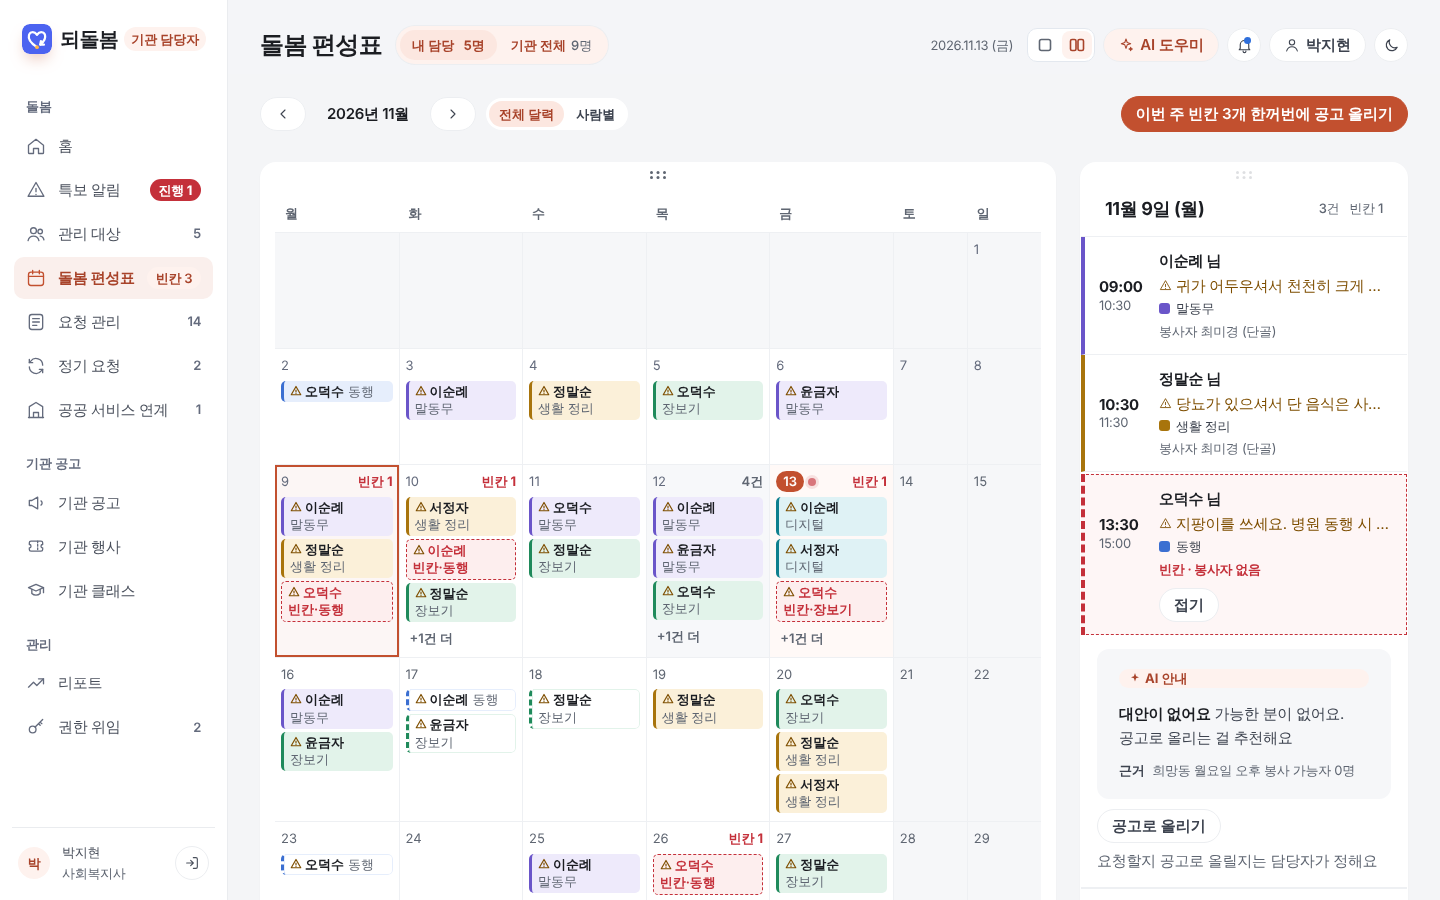 되돌봄 기관 담당자
돌봄
홈
특보 알림 진행 1
관리 대상 5
돌봄 편성표 빈칸 3
요청 관리 14
정기 요청 2
공공 서비스 연계 1
기관 공고
기관 공고
기관 행사
기관 클래스
관리
리포트
권한 위임 2
박 박지현
사회복지사
돌봄 편성표 내 담당 5명 기관 전체 9명
2026.11.13 (금) AI 도우미 박지현
2026년 11월 전체 달력 사람별
이번 주 빈칸 3개 한꺼번에 공고 올리기
월 화 수 목 금 토 일
1
2 3 4 5 6 7 8
오덕수 동행
이순례
말동무
정말순
생활 정리
오덕수
장보기
윤금자
말동무
9 빈칸 1
이순례
말동무
정말순
생활 정리
오덕수
빈칸·동행
10 빈칸 1
서정자
생활 정리
이순례
빈칸·동행
정말순
장보기
+1건 더
11
오덕수
말동무
정말순
장보기
12 4건
이순례
말동무
윤금자
말동무
오덕수
장보기
+1건 더
13 빈칸 1
이순례
디지털
서정자
디지털
오덕수
빈칸·장보기
+1건 더
14 15
16
이순례
말동무
윤금자
장보기
17
이순례 동행
윤금자
장보기
18
정말순
장보기
19
정말순
생활 정리
20
오덕수
장보기
정말순
생활 정리
서정자
생활 정리
21 22
23
오덕수 동행
24
25
이순례
말동무
26 빈칸 1
오덕수
빈칸·동행
27
정말순
장보기
28 29
11월 9일 (월) 3건 빈칸 1
09:00
10:30
이순례 님
귀가 어두우셔서 천천히 크게 ...
말동무
봉사자 최미경 (단골)
10:30
11:30
정말순 님
당뇨가 있으셔서 단 음식은 사...
생활 정리
봉사자 최미경 (단골)
13:30
15:00
오덕수 님
지팡이를 쓰세요. 병원 동행 시 ...
동행
빈칸 · 봉사자 없음
접기
AI 안내
대안이 없어요 가능한 분이 없어요.
공고로 올리는 걸 추천해요
근거 희망동 월요일 오후 봉사 가능자 0명
공고로 올리기
요청할지 공고로 올릴지는 담당자가 정해요